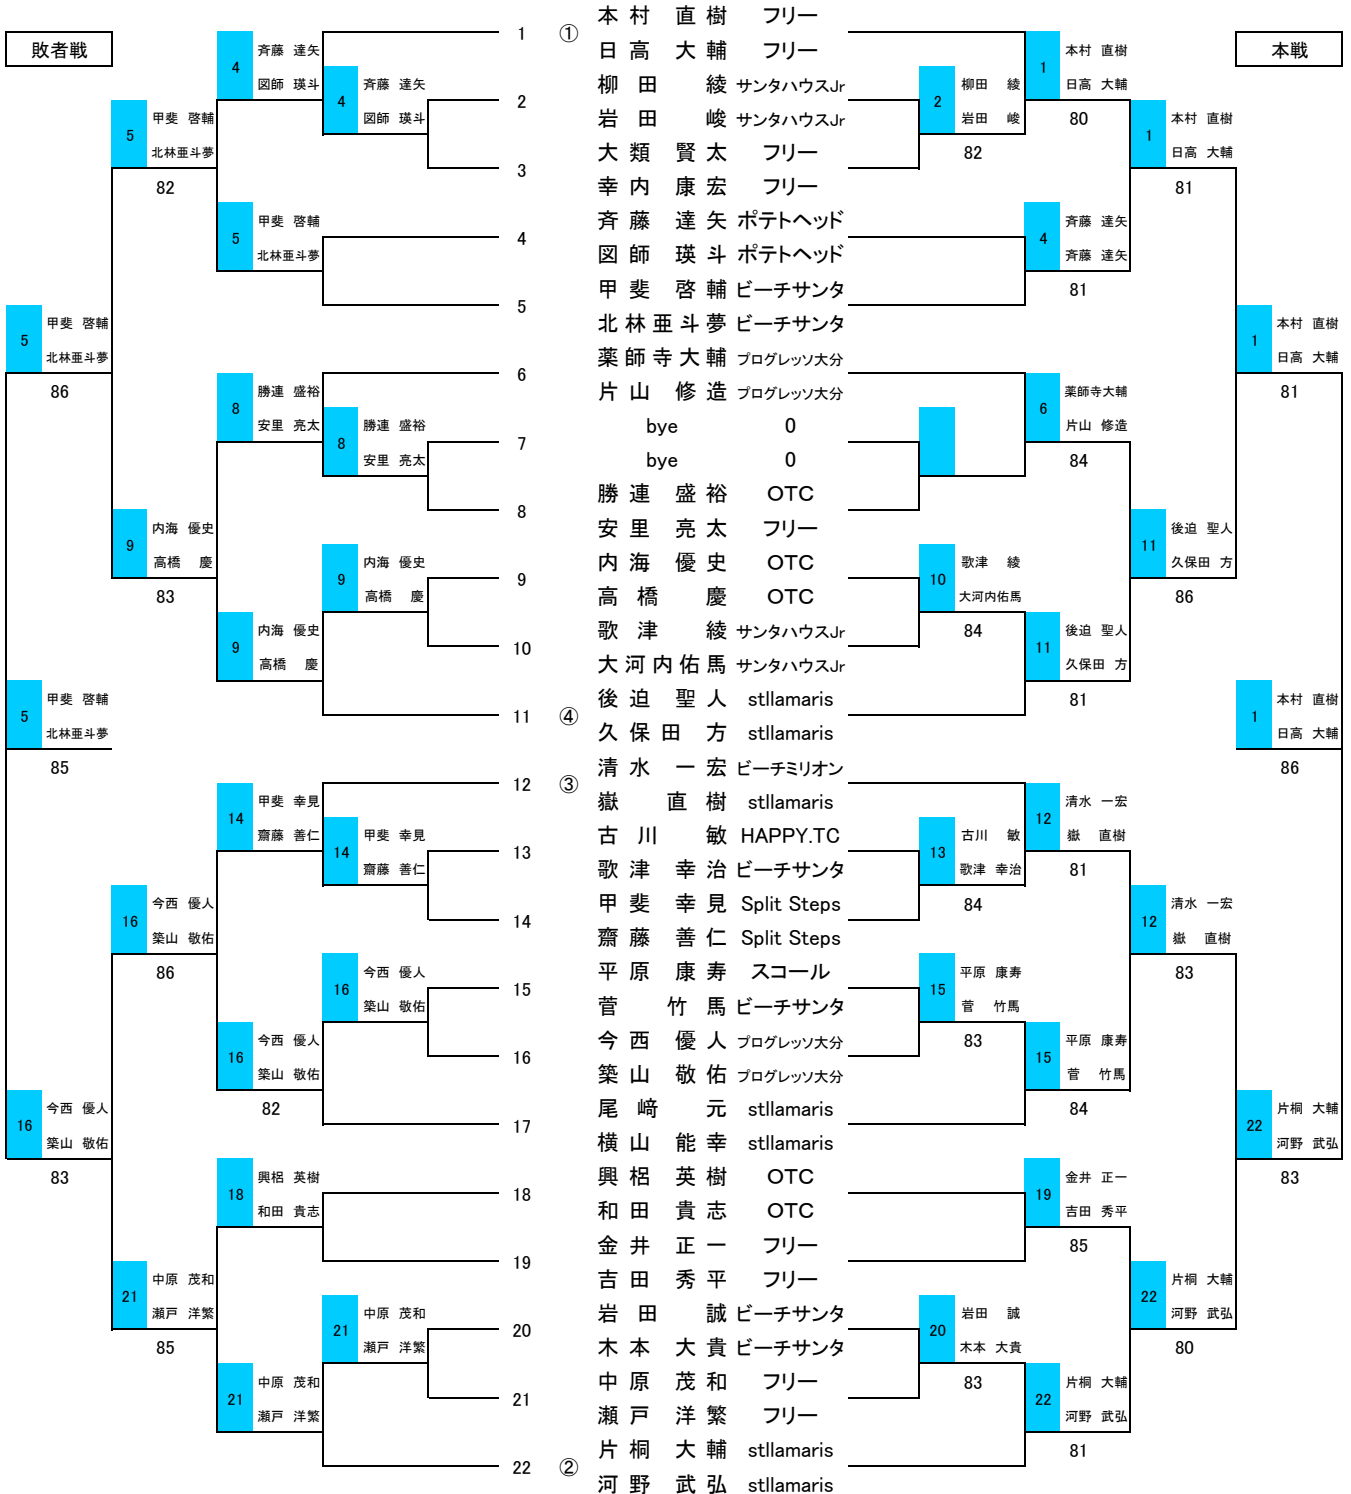 敗者戦
本戦
1 ① 本村 直樹 フリー
日高 大輔 フリー
2 柳田 綾 サンタハウスJr
岩田 峻 サンタハウスJr
3 大類 賢太 フリー
幸内 康宏 フリー
4 斉藤 達矢 ポテトヘッド
図師 瑛斗 ポテトヘッド
5 甲斐 啓輔 ビーチサンタ
北林亜斗夢 ビーチサンタ
6 薬師寺大輔 プログレッソ大分
片山 修造 プログレッソ大分
7 bye 0
bye 0
8 勝連 盛裕 OTC
安里 亮太 フリー
9 内海 優史 OTC
高橋 慶 OTC
10 歌津 綾 サンタハウスJr
大河内佑馬 サンタハウスJr
11 ④ 後迫 聖人 stllamaris
久保田 方 stllamaris
12 ③ 清水 一宏 ビーチミリオン
嶽 直樹 stllamaris
13 古川 敏 HAPPY.TC
歌津 幸治 ビーチサンタ
14 甲斐 幸見 Split Steps
齋藤 善仁 Split Steps
15 平原 康寿 スコール
菅 竹馬 ビーチサンタ
16 今西 優人 プログレッソ大分
築山 敬佑 プログレッソ大分
17 尾﨑 元 stllamaris
横山 能幸 stllamaris
18 興梠 英樹 OTC
和田 貴志 OTC
19 金井 正一 フリー
吉田 秀平 フリー
20 岩田 誠 ビーチサンタ
木本 大貴 ビーチサンタ
21 中原 茂和 フリー
瀬戸 洋繁 フリー
22 ② 片桐 大輔 stllamaris
河野 武弘 stllamaris
4 斉藤 達矢
図師 瑛斗
4 斉藤 達矢
図師 瑛斗
5 甲斐 啓輔
北林亜斗夢
82
5 甲斐 啓輔
北林亜斗夢
5 甲斐 啓輔
北林亜斗夢
86
8 勝連 盛裕
安里 亮太
8 勝連 盛裕
安里 亮太
9 内海 優史
高橋 慶
83
9 内海 優史
高橋 慶
9 内海 優史
高橋 慶
5 甲斐 啓輔
北林亜斗夢
85
14 甲斐 幸見
齋藤 善仁
14 甲斐 幸見
齋藤 善仁
16 今西 優人
築山 敬佑
86
16 今西 優人
築山 敬佑
16 今西 優人
築山 敬佑
82
16 今西 優人
築山 敬佑
83
18 興梠 英樹
和田 貴志
21 中原 茂和
瀬戸 洋繁
85
21 中原 茂和
瀬戸 洋繁
21 中原 茂和
瀬戸 洋繁
1 本村 直樹
日高 大輔
80
2 柳田 綾
岩田 峻
82
1 本村 直樹
日高 大輔
81
4 斉藤 達矢
斉藤 達矢
81
1 本村 直樹
日高 大輔
81
6 薬師寺大輔
片山 修造
84
11 後迫 聖人
久保田 方
86
10 歌津 綾
大河内佑馬
84
11 後迫 聖人
久保田 方
81
1 本村 直樹
日高 大輔
86
12 清水 一宏
嶽 直樹
81
13 古川 敏
歌津 幸治
84
12 清水 一宏
嶽 直樹
83
15 平原 康寿
菅 竹馬
83
15 平原 康寿
菅 竹馬
84
22 片桐 大輔
河野 武弘
83
19 金井 正一
吉田 秀平
85
22 片桐 大輔
河野 武弘
80
20 岩田 誠
木本 大貴
83
22 片桐 大輔
河野 武弘
81